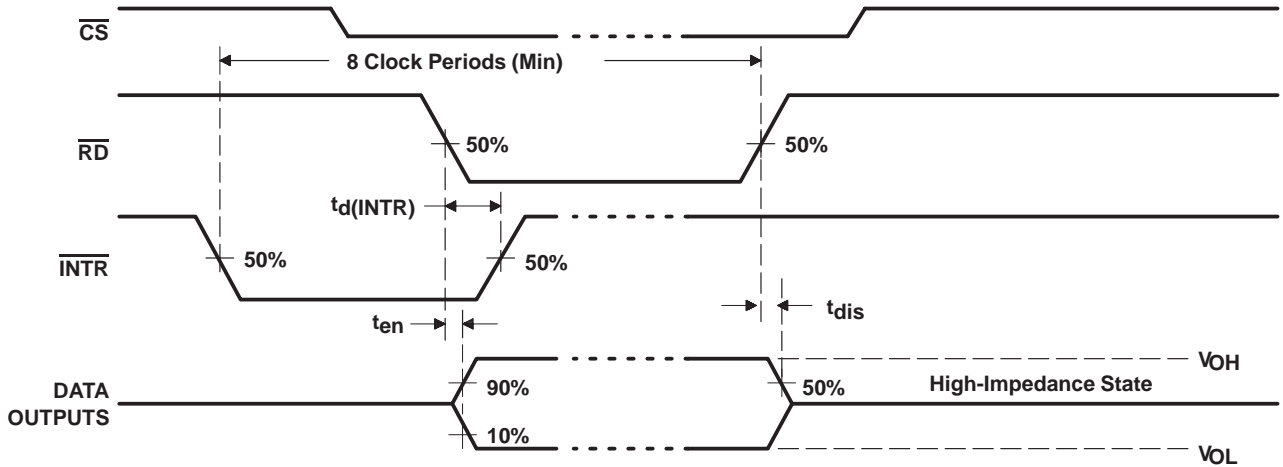 CS
8 Clock Periods (Min)
RD
50%
50%
td(INTR)
INTR
50%
50%
ten
tdis
DATA
OUTPUTS
90%
10%
50%
VOH
High-Impedance State
VOL